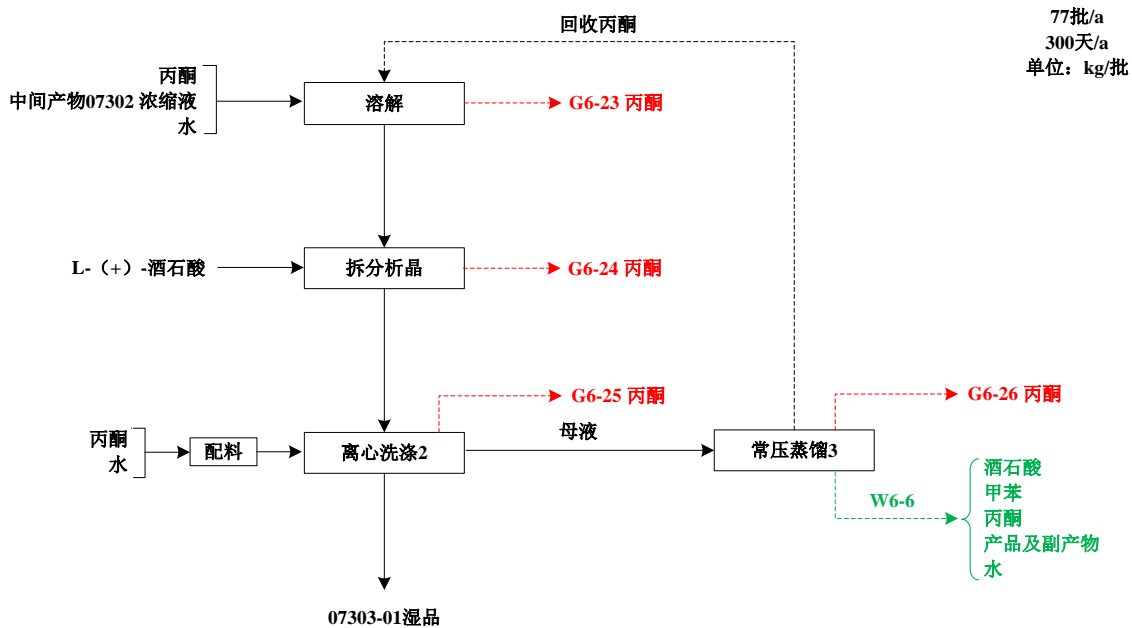 回收丙酮
77批/a
300天/a
单位：kg/批
丙酮
中间产物07302 浓缩液
水
溶解
G6-23 丙酮
L-（+）-酒石酸
拆分析晶
G6-24 丙酮
G6-25 丙酮
G6-26 丙酮
丙酮
水
配料
离心洗涤2
母液
常压蒸馏3
W6-6
酒石酸
甲苯
丙酮
产品及副产物
水
07303-01湿品